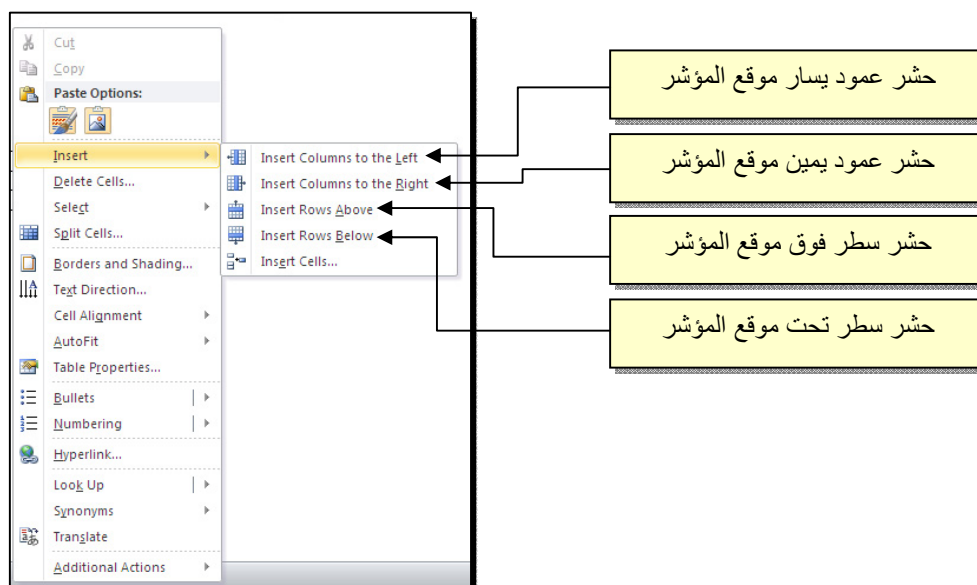 Cut
Copy
Paste Options:
Insert
Delete Cells...
Select
Split Cells...
Borders and Shading...
Text Direction...
Cell Alignment
AutoFit
Table Properties...
Bullets
Numbering
Hyperlink...
Look Up
Synonyms
Translate
Additional Actions
Insert Columns to the Left
Insert Columns to the Right
Insert Rows Above
Insert Rows Below
Insert Cells...
حشر عمود يسار موقع المؤشر
حشر عمود يمين موقع المؤشر
حشر سطر فوق موقع المؤشر
حشر سطر تحت موقع المؤشر